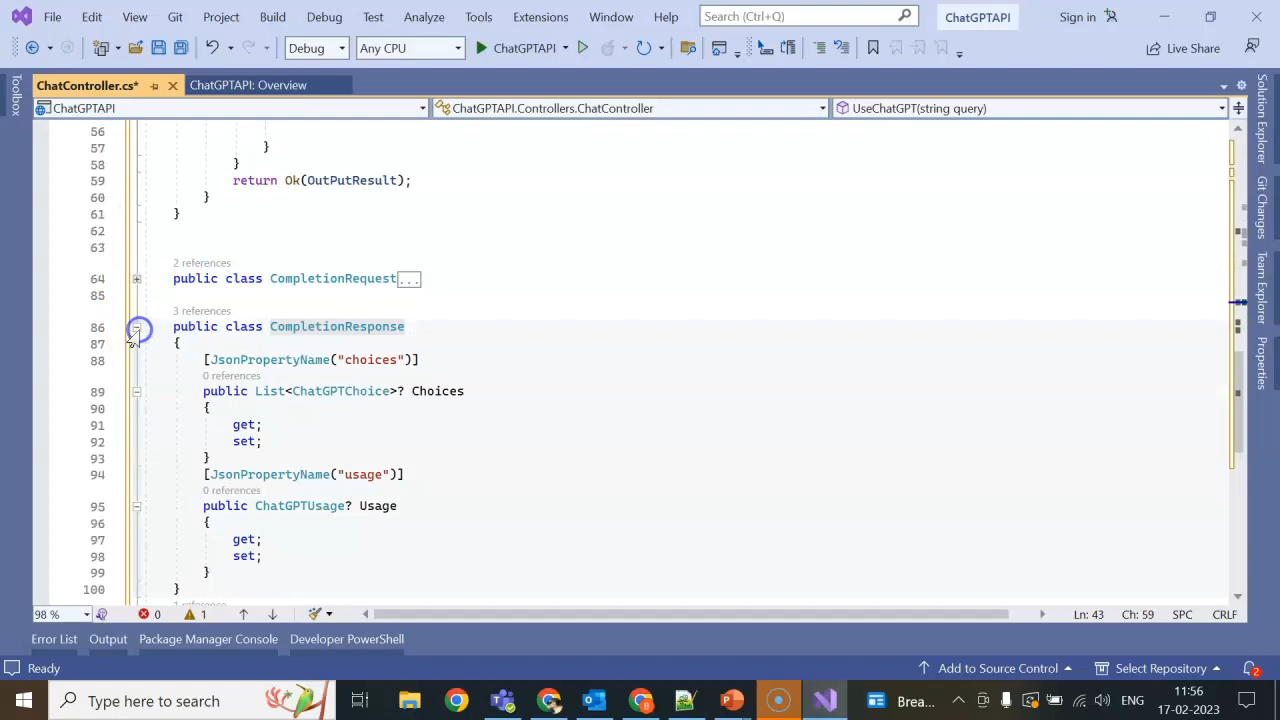 File Edit View Git Project Build Debug Test Analyze Tools Extensions Window Help Search (Ctrl+Q) ChatGPTAPI Sign in
Debug Any CPU ChatGPTAPI Live Share
ChatController.cs* ChatGPTAPI: Overview
ChatGPTAPI ChatGPTAPI.Controllers.ChatController UseChatGPT(string query)
Toolbox
Solution Explorer
Git Changes
Team Explorer
Properties
56
57 }
58 }
59 return Ok(OutPutResult);
60 }
61 }
62
63
2 references
64 public class CompletionRequest...
85
3 references
86 public class CompletionResponse
87 {
88 [JsonPropertyName("choices")]
0 references
89 public List<ChatGPTChoice>? Choices
90 {
91 get;
92 set;
93 }
94 [JsonPropertyName("usage")]
0 references
95 public ChatGPTUsage? Usage
96 {
97 get;
98 set;
99 }
100 }
1 reference
98 % 0 1 Ln: 43 Ch: 59 SPC CRLF
Error List Output Package Manager Console Developer PowerShell
Ready Add to Source Control Select Repository 2
Type here to search Brea... ENG 11:56
17-02-2023